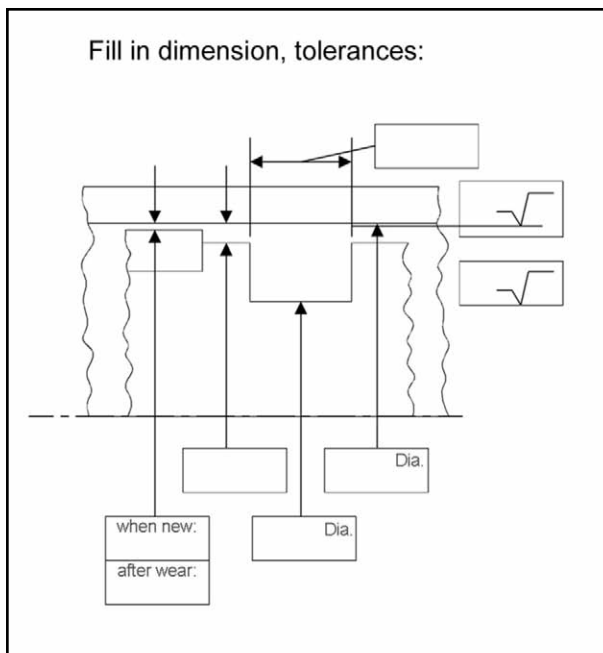 Fill in dimension, tolerances:
Dia.
when new:
Dia.
after wear: